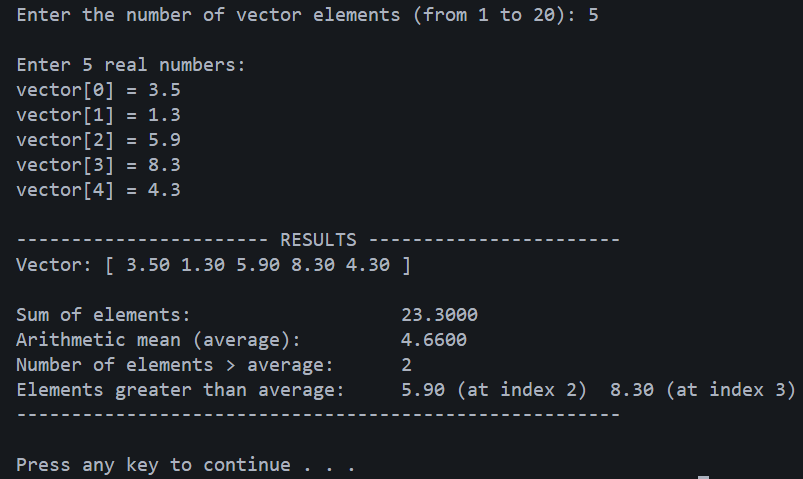 Enter the number of vector elements (from 1 to 20): 5
Enter 5 real numbers:
vector[0] = 3.5
vector[1] = 1.3
vector[2] = 5.9
vector[3] = 8.3
vector[4] = 4.3
----------------------- RESULTS -----------------------
Vector: [ 3.50 1.30 5.90 8.30 4.30 ]
Sum of elements:                   23.3000
Arithmetic mean (average):         4.6600
Number of elements > average:      2
Elements greater than average:     5.90 (at index 2)  8.30 (at index 3)
-------------------------------------------------------
Press any key to continue . . .